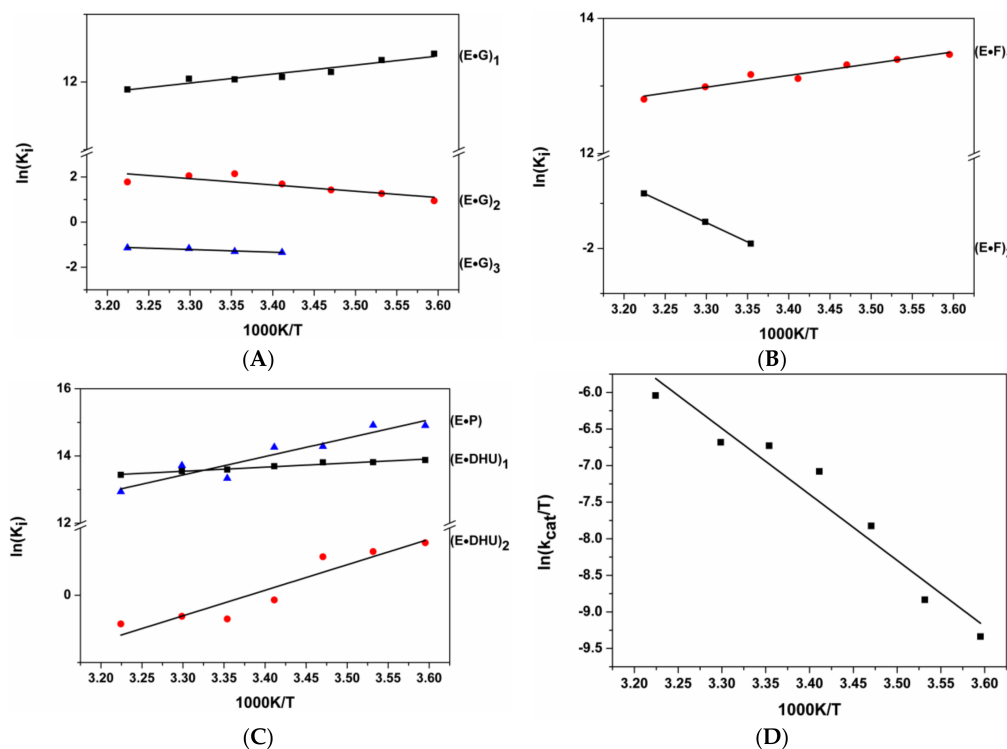 (E•G)1
12
ln(Ki)
2
(E•G)2
0
-2
(E•G)3
3.20 3.25 3.30 3.35 3.40 3.45 3.50 3.55 3.60
1000K/T
(A)
14
(E•F)
12
ln(Ki)
-2
(E•F)
3.20 3.25 3.30 3.35 3.40 3.45 3.50 3.55 3.60
1000K/T
(B)
16
(E•P)
14
(E•DHU)1
12
ln(Ki)
(E•DHU)2
0
3.20 3.25 3.30 3.35 3.40 3.45 3.50 3.55 3.60
1000K/T
(C)
-6.0
-6.5
-7.0
-7.5
ln(kcat/T)
-8.0
-8.5
-9.0
-9.5
3.20 3.25 3.30 3.35 3.40 3.45 3.50 3.55 3.60
1000K/T
(D)